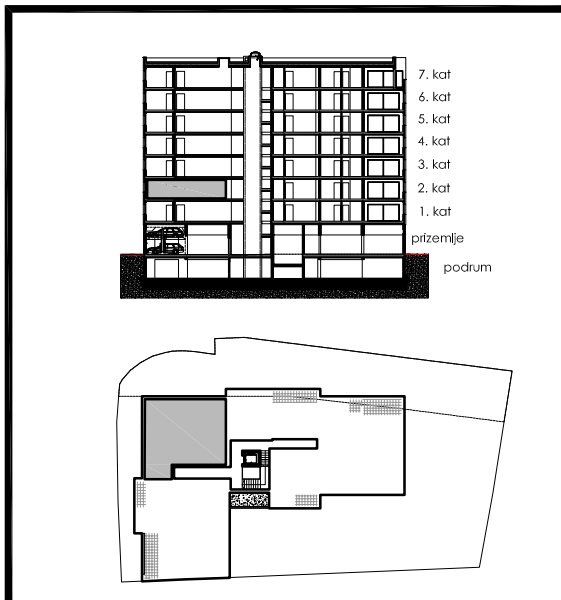 7. kat
6. kat
5. kat
4. kat
3. kat
2. kat
1. kat
prizemlje
podrum